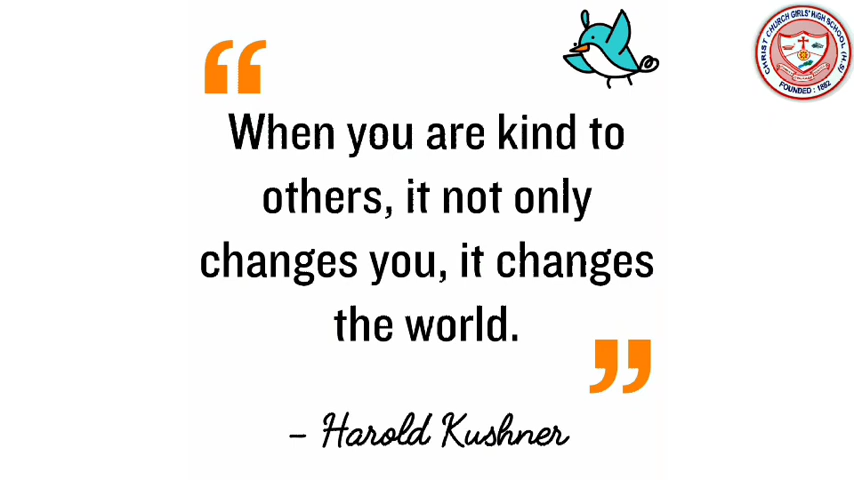 “
When you are kind to
others, it not only
changes you, it changes
the world.
”
– Harold Kushner
CHRIST CHURCH GIRLS' HIGH SCHOOL (H.S)
FOUNDED : 1882